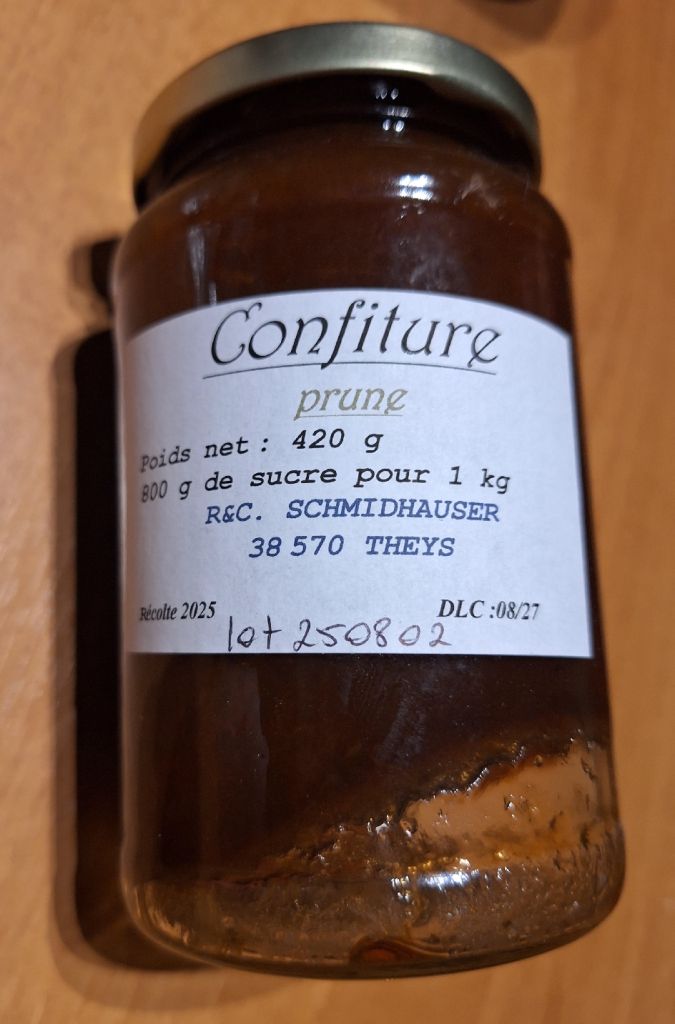 Confiture
prune
Poids net : 420 g
800 g de sucre pour 1 kg
R&C. SCHMIDHAUSER
38 570 THEYS
Récolte 2025 DLC :08/27
lot 250802